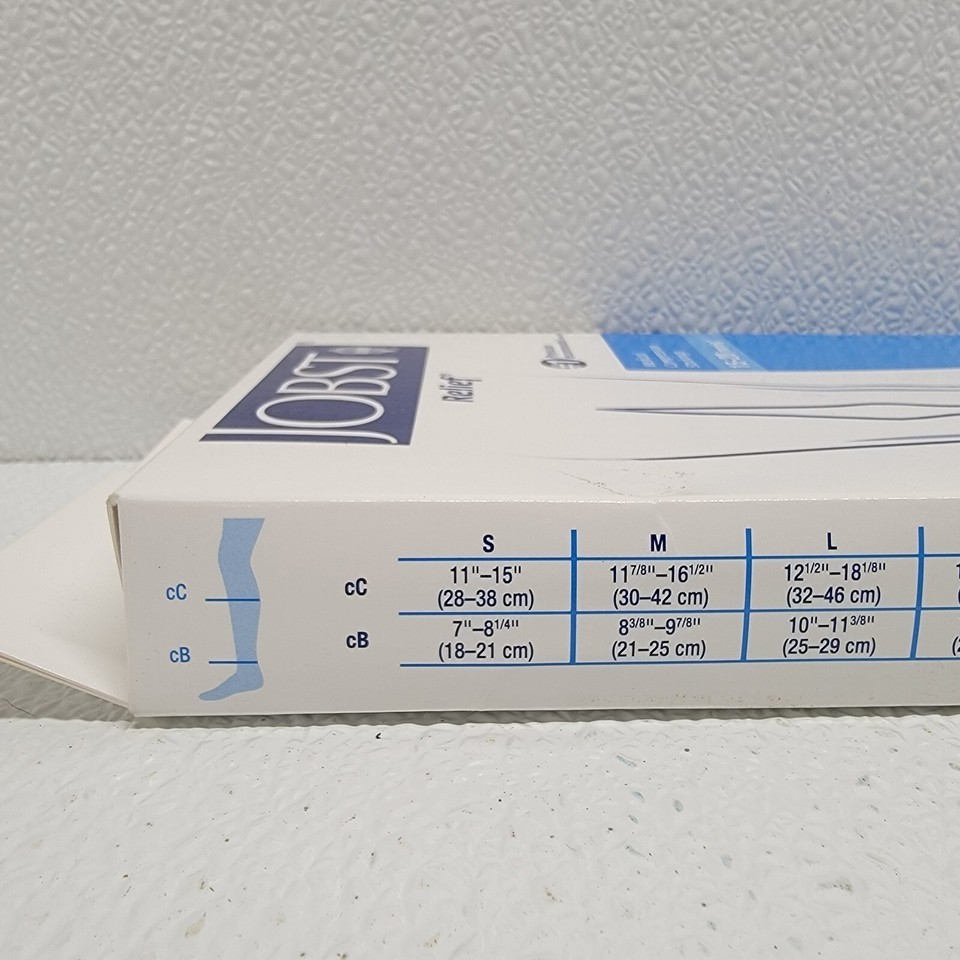 JOBST
Relief
S M L
cC cC 11"–15" 11 7/8"–16 1/2" 12 1/2"–18 1/8"
(28–38 cm) (30–42 cm) (32–46 cm)
cB cB 7"–8 1/4" 8 3/8"–9 7/8" 10"–11 3/8"
(18–21 cm) (21–25 cm) (25–29 cm)